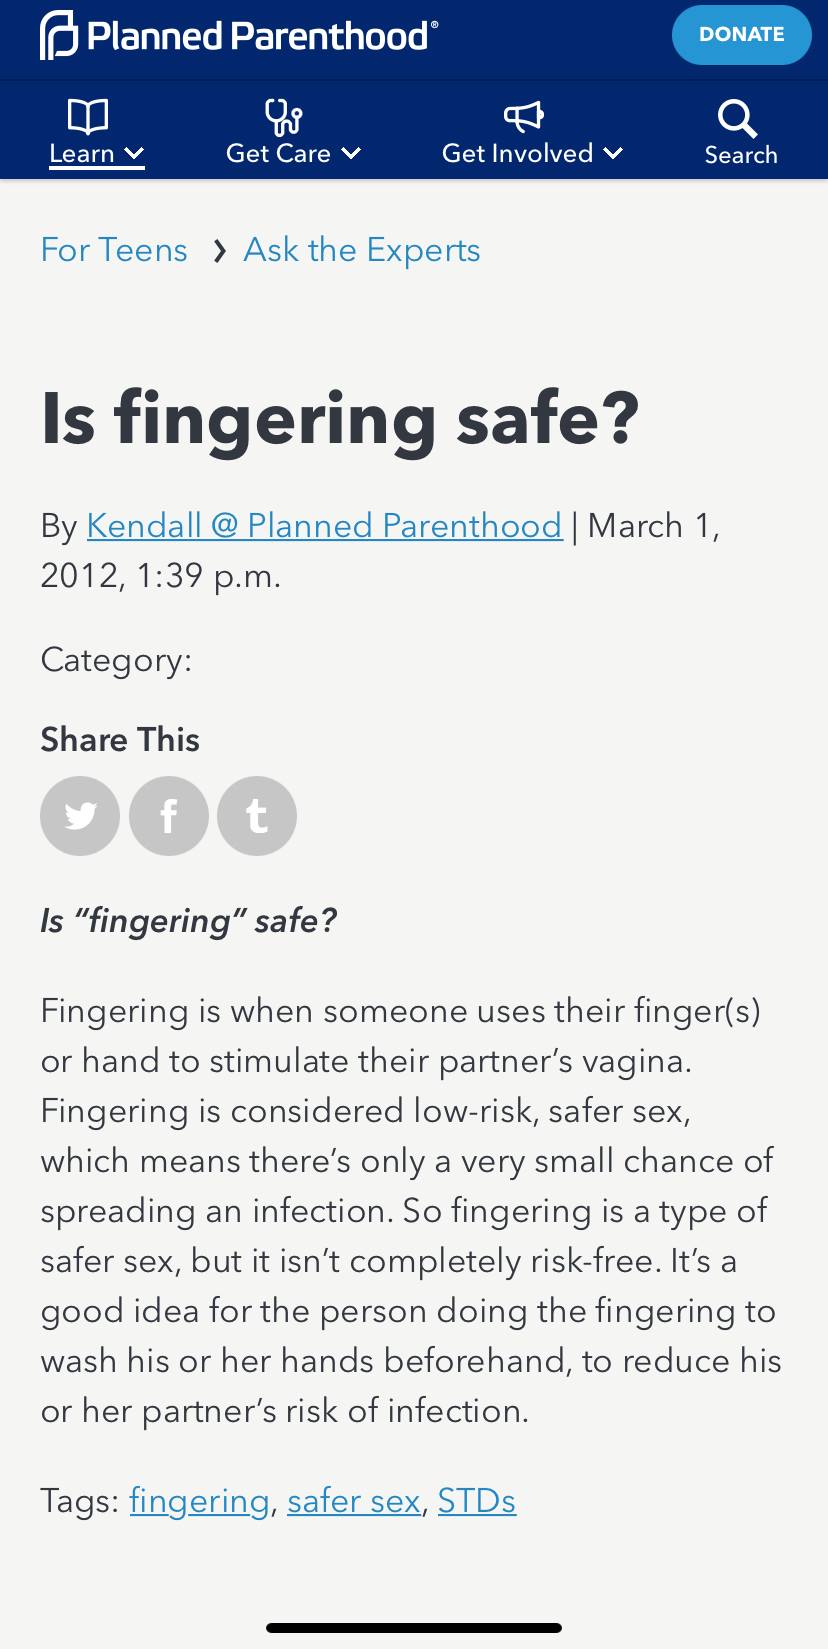 Planned Parenthood®
DONATE
Learn
Get Care
Get Involved
Search
For Teens › Ask the Experts
Is fingering safe?
By Kendall @ Planned Parenthood | March 1,
2012, 1:39 p.m.
Category:
Share This
f
t
Is “fingering” safe?
Fingering is when someone uses their finger(s)
or hand to stimulate their partner’s vagina.
Fingering is considered low-risk, safer sex,
which means there’s only a very small chance of
spreading an infection. So fingering is a type of
safer sex, but it isn’t completely risk-free. It’s a
good idea for the person doing the fingering to
wash his or her hands beforehand, to reduce his
or her partner’s risk of infection.
Tags: fingering, safer sex, STDs